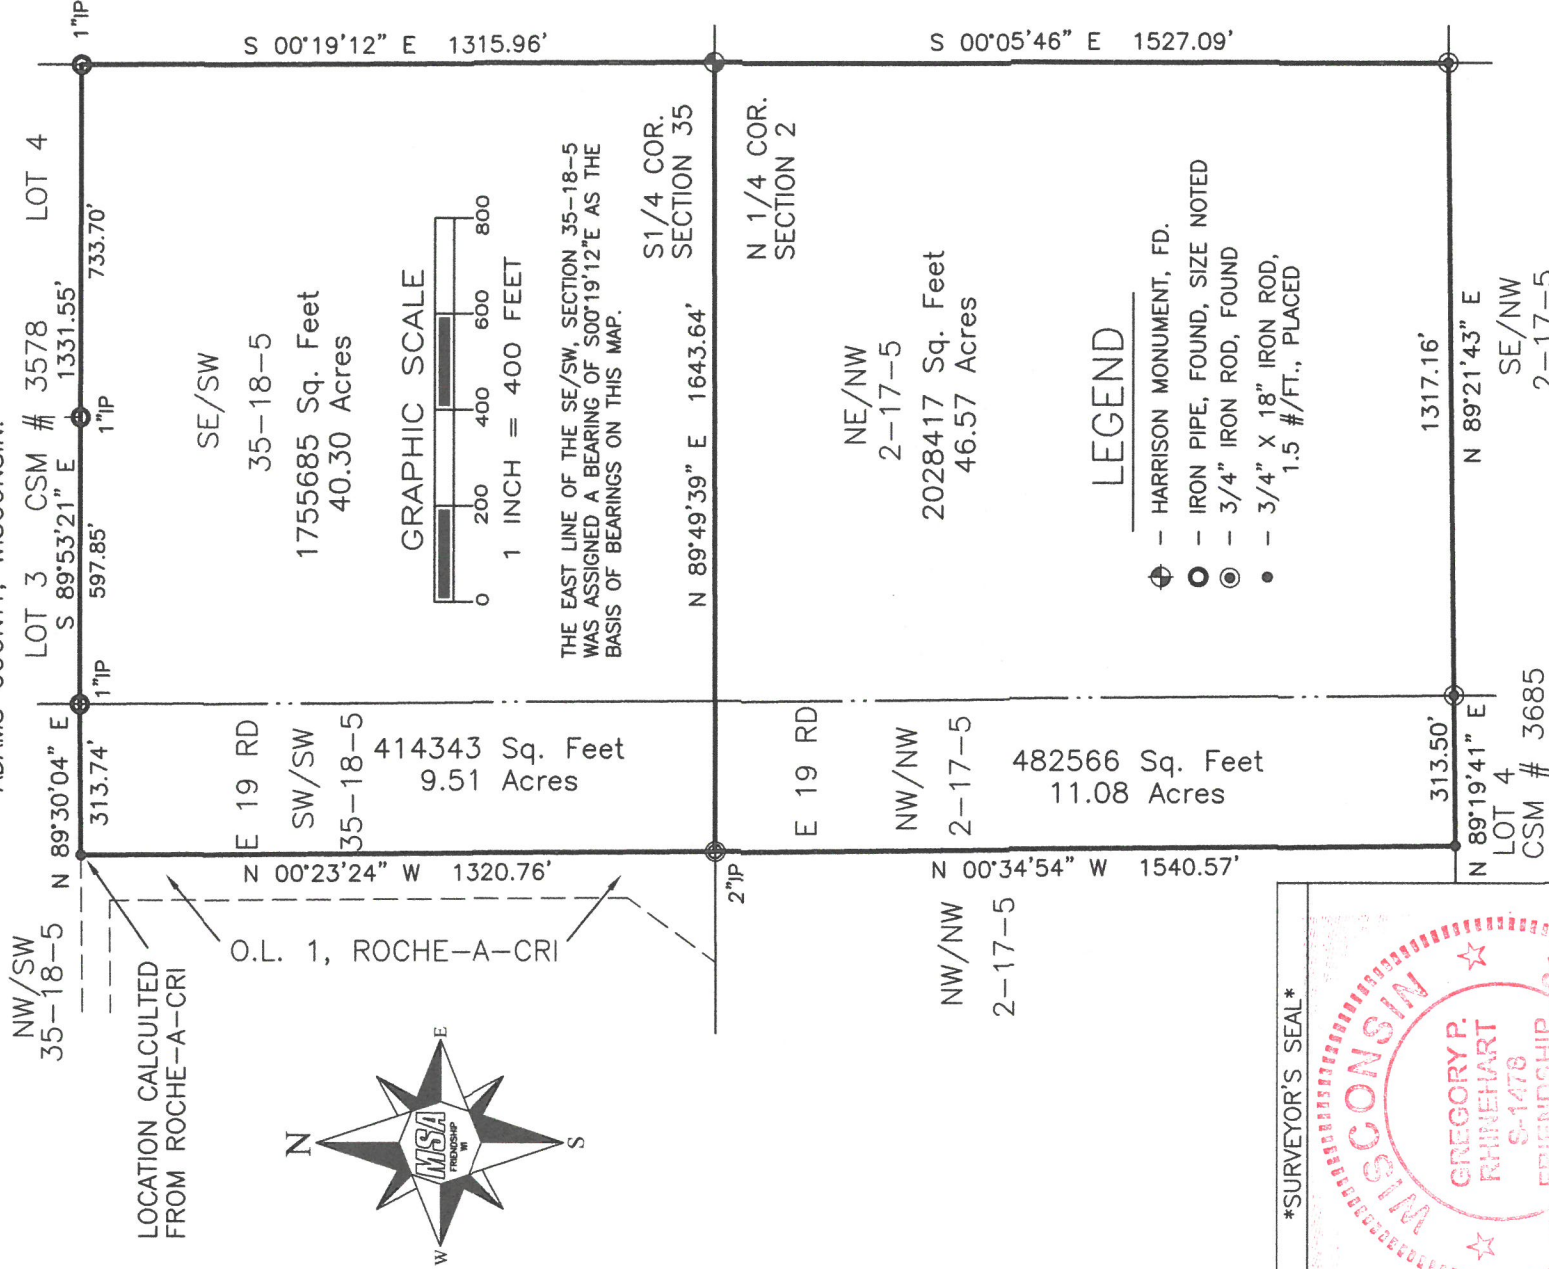 1"IP
S 00°19'12" E 1315.96'
S 00°05'46" E 1527.09'
LOT 3 CSM # 3578 LOT 4
S 89°53'21" E 1331.55'
597.85'
733.70'
1"IP
1"IP
N 89°30'04" E
313.74'
SE/SW
35-18-5
1755685 Sq. Feet
40.30 Acres
GRAPHIC SCALE
0 200 400 600 800
1 INCH = 400 FEET
THE EAST LINE OF THE SE/SW, SECTION 35-18-5
WAS ASSIGNED A BEARING OF S00°19'12"E AS THE
BASIS OF BEARINGS ON THIS MAP.
S1/4 COR.
SECTION 35
N 89°49'39" E 1643.64'
N 1/4 COR.
SECTION 2
NE/NW
2-17-5
2028417 Sq. Feet
46.57 Acres
LEGEND
- HARRISON MONUMENT, FD.
- IRON PIPE, FOUND, SIZE NOTED
- 3/4" IRON ROD, FOUND
- 3/4" X 18" IRON ROD,
1.5 #/FT., PLACED
1317.16'
N 89°21'43" E
SE/NW
2-17-5
E 19 RD
SW/SW
35-18-5
414343 Sq. Feet
9.51 Acres
E 19 RD
NW/NW
2-17-5
482566 Sq. Feet
11.08 Acres
313.50'
N 89°19'41" E
LOT 4
CSM # 3685
N 00°23'24" W 1320.76'
2"IP
N 00°34'54" W 1540.57'
NW/SW
35-18-5
O.L. 1, ROCHE-A-CRI
LOCATION CALCULTED
FROM ROCHE-A-CRI
NW/NW
2-17-5
N
E
S
W
MSA
FRIENDSHIP
WI
*SURVEYOR'S SEAL*
WISCONSIN
GREGORY P.
RHINEHART
S-1478
FRIENDSHIP